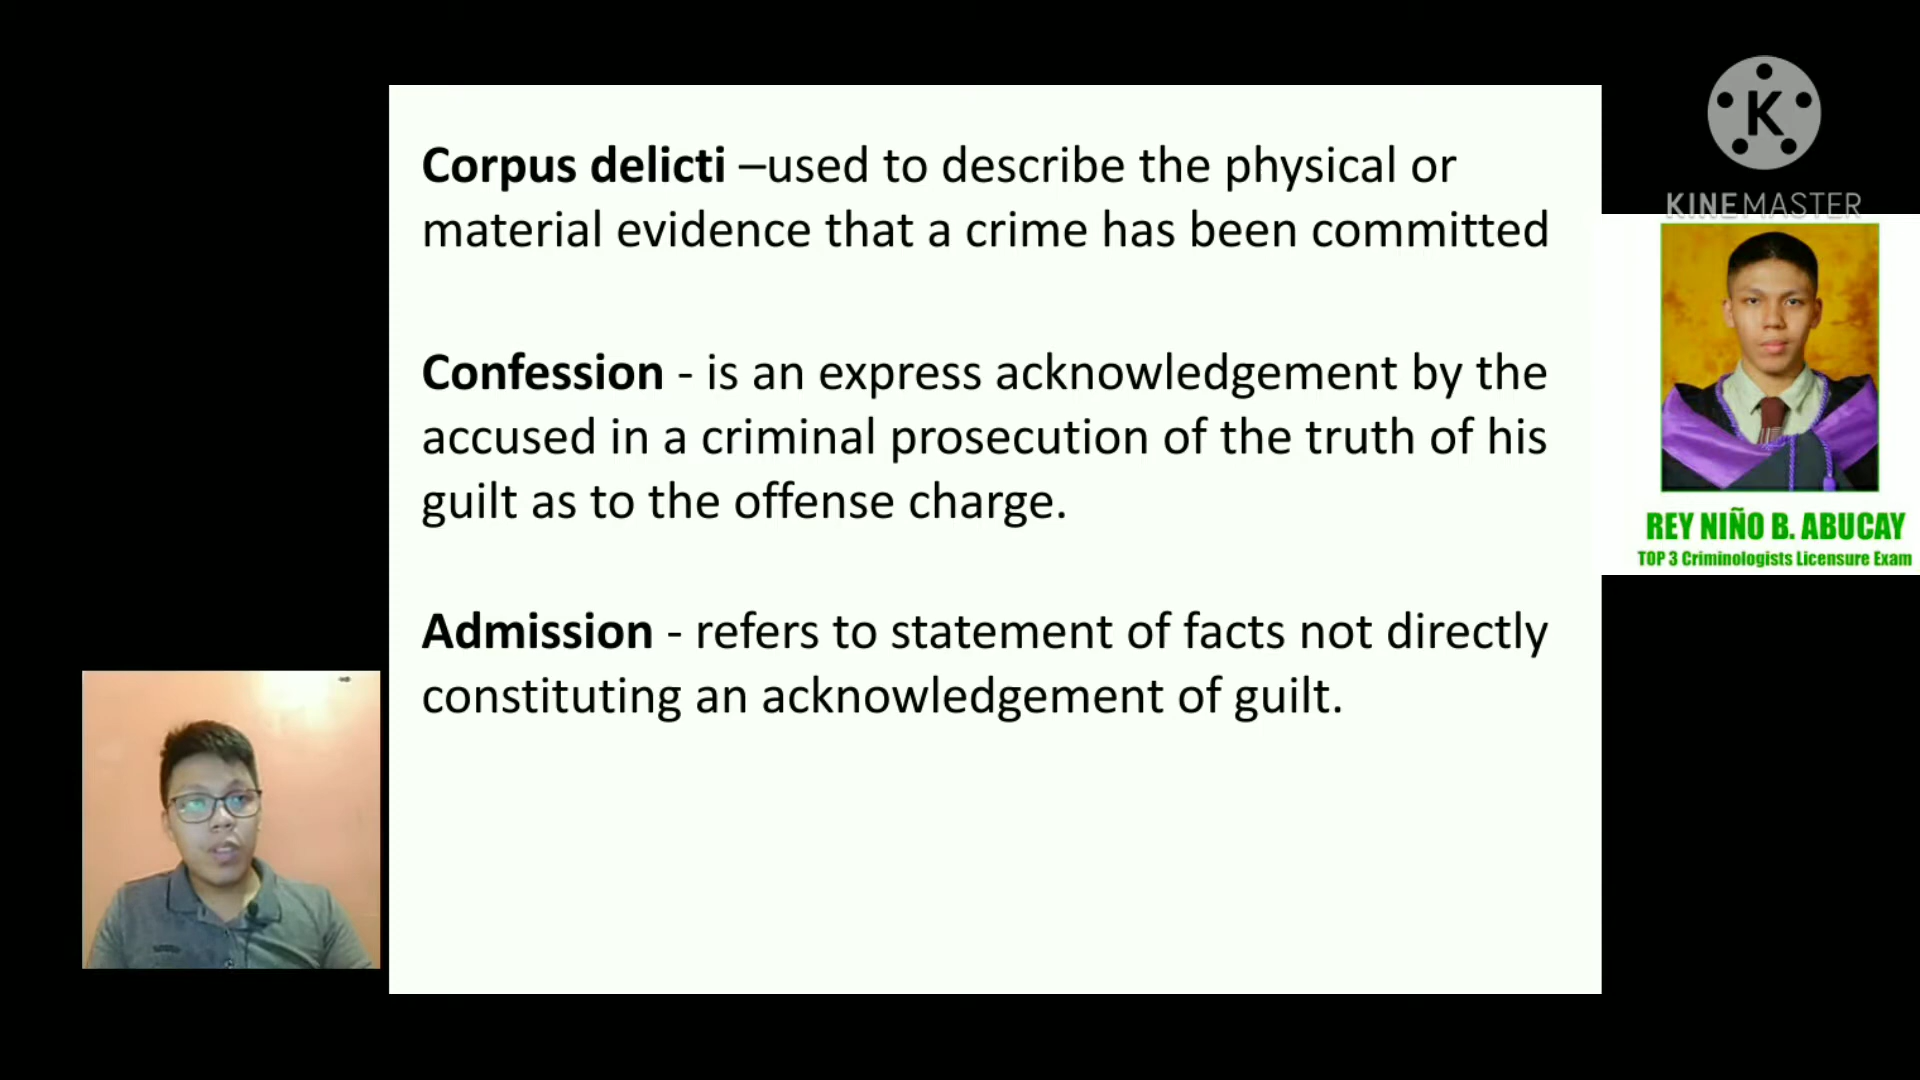 Corpus delicti –used to describe the physical or
material evidence that a crime has been committed
Confession - is an express acknowledgement by the
accused in a criminal prosecution of the truth of his
guilt as to the offense charge.
Admission - refers to statement of facts not directly
constituting an acknowledgement of guilt.
K
KINEMASTER
REY NIÑO B. ABUCAY
TOP 3 Criminologists Licensure Exam